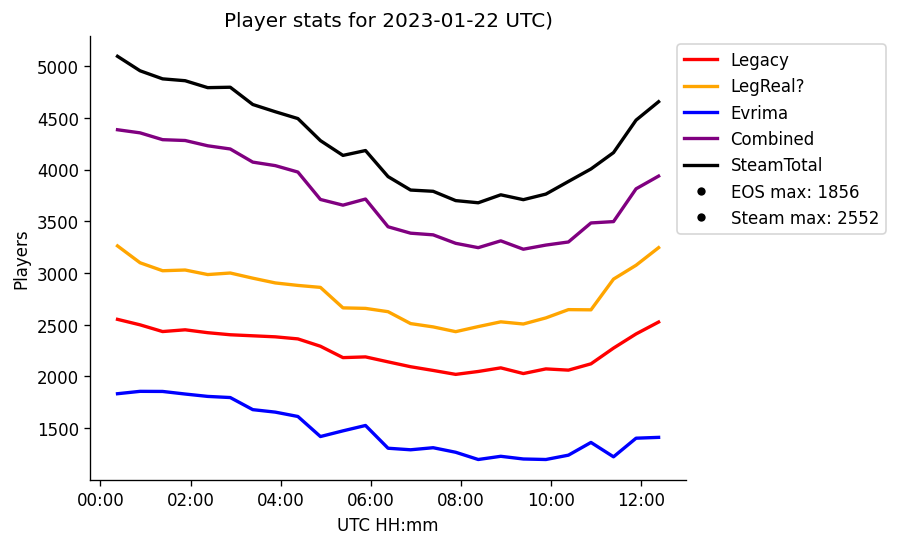 Player stats for 2023-01-22 UTC)
Players
5000
4500
4000
3500
3000
2500
2000
1500
00:00 02:00 04:00 06:00 08:00 10:00 12:00
UTC HH:mm
Legacy
LegReal?
Evrima
Combined
SteamTotal
EOS max: 1856
Steam max: 2552